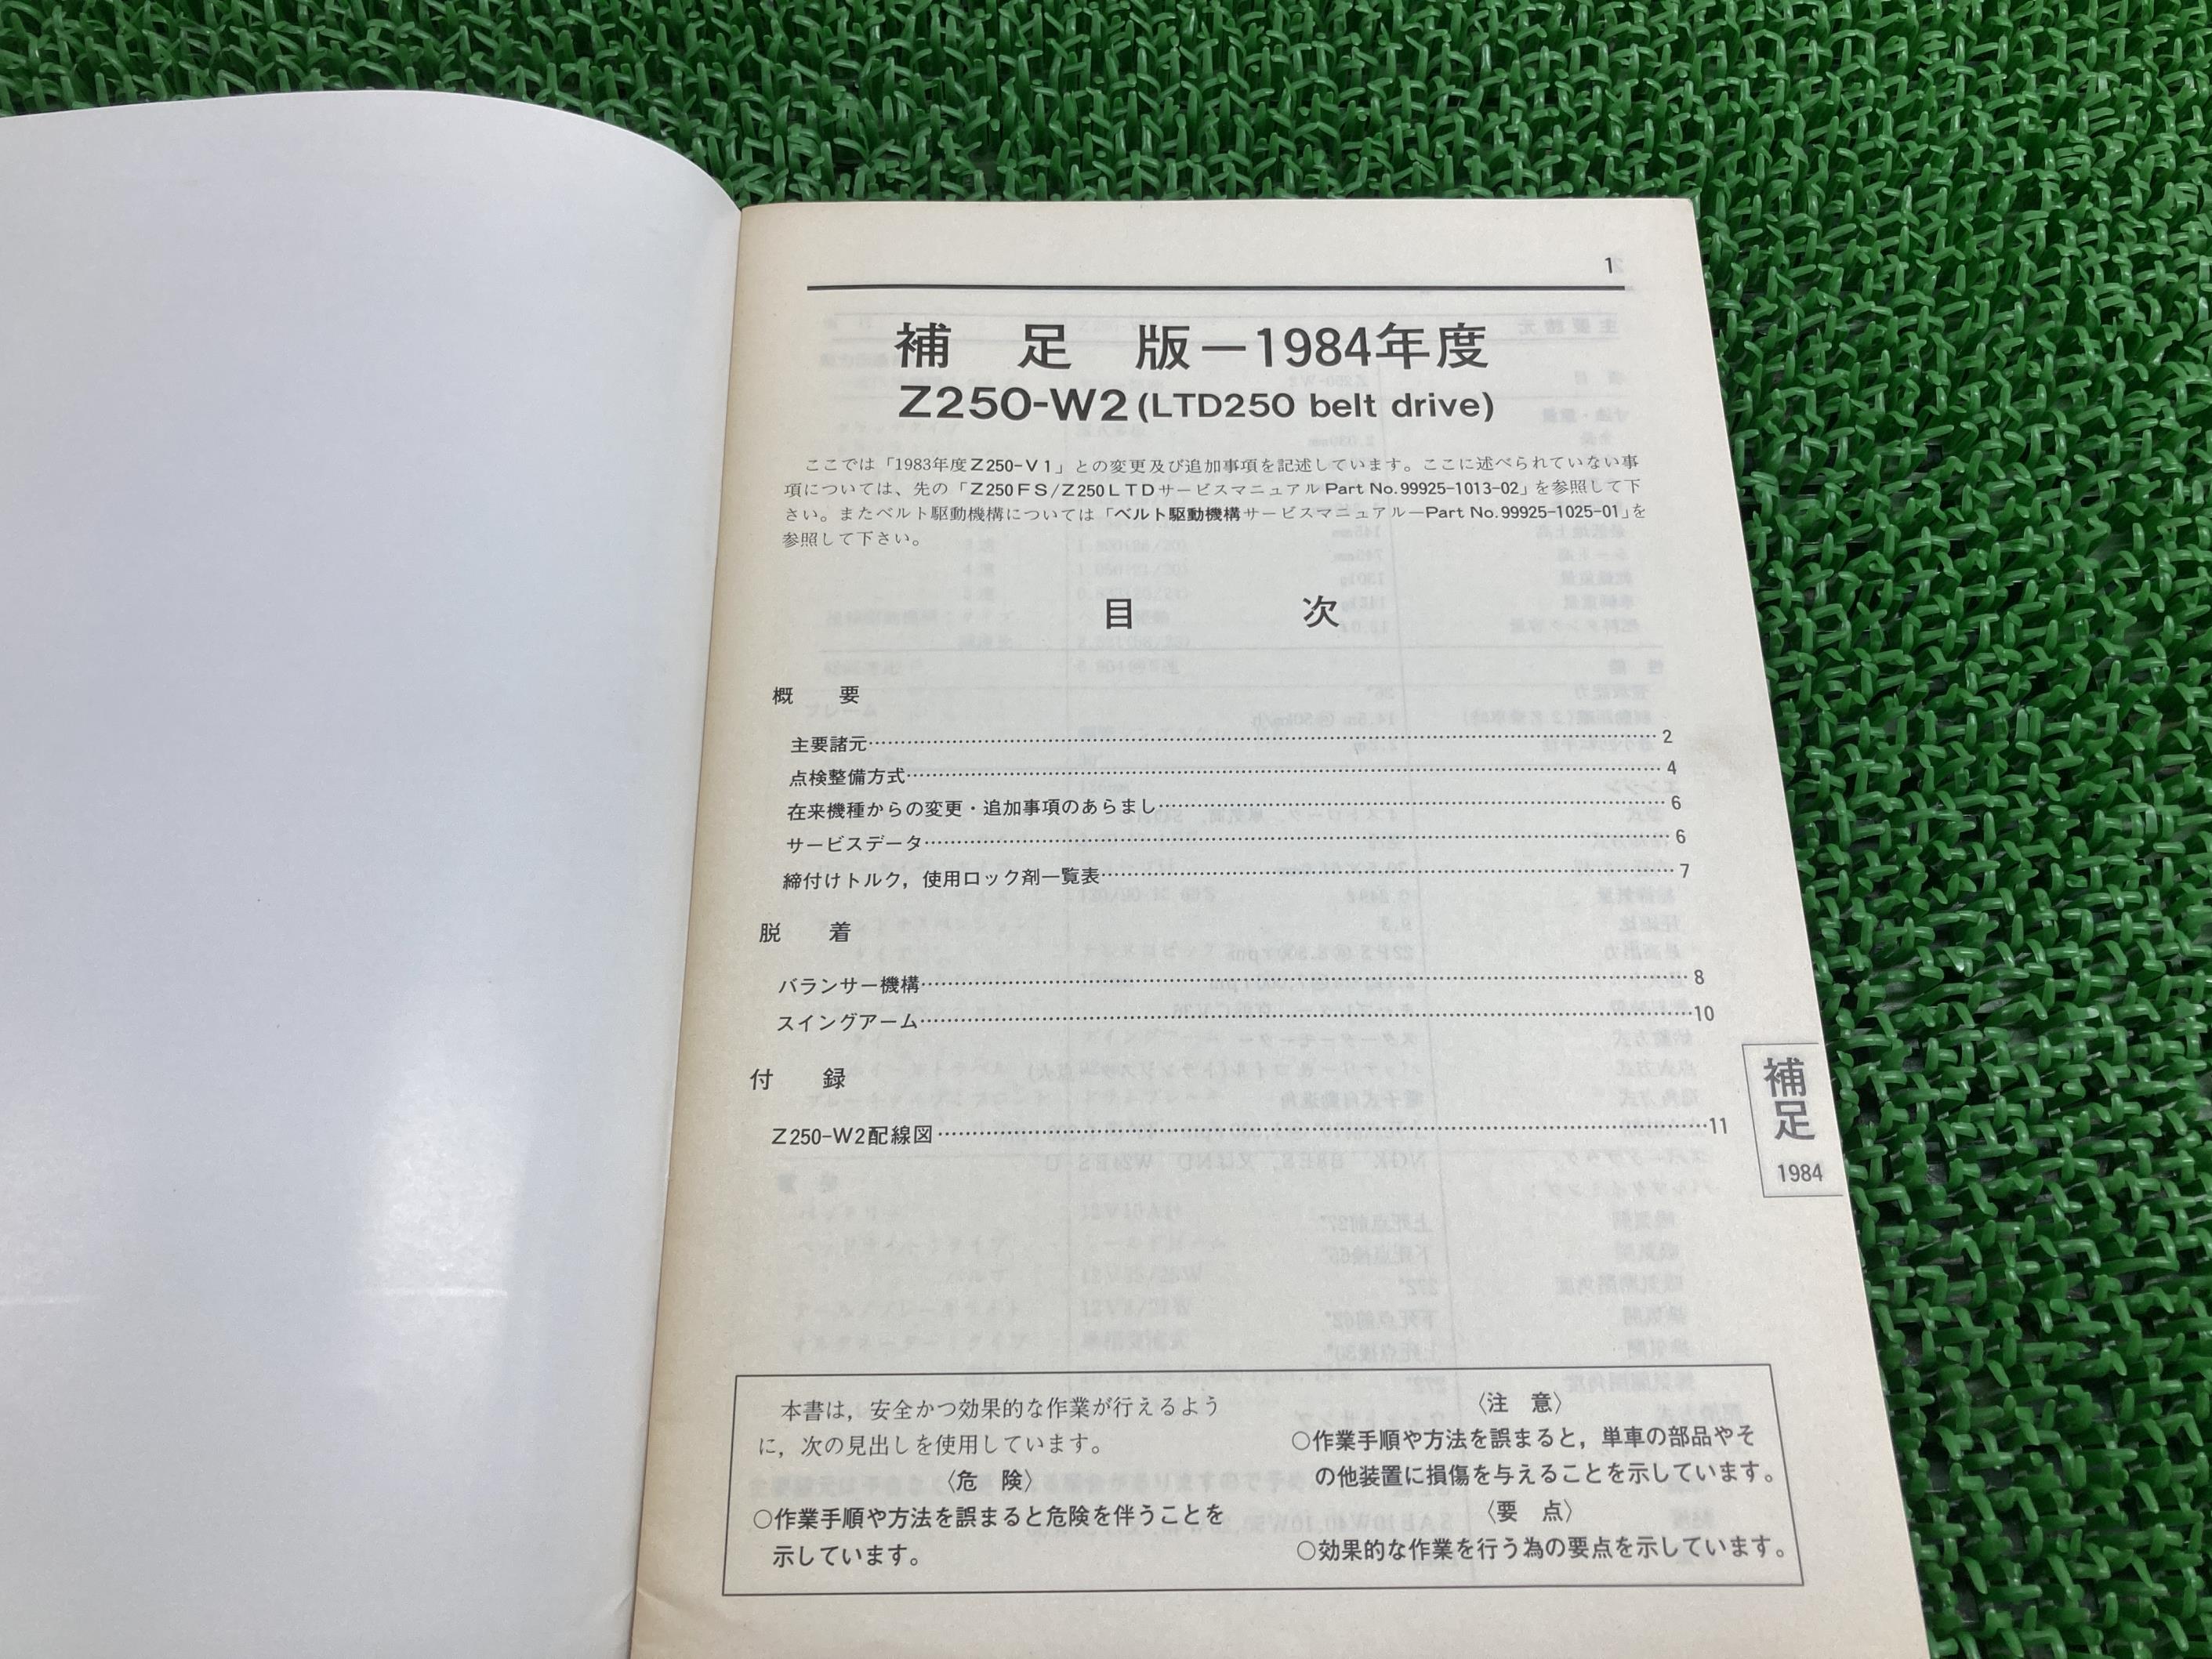 1
補足版－1984年度
Z250-W2 (LTD250 belt drive)
ここでは「1983年度Z250-V1」との変更及び追加事項を記述しています。ここに述べられていない事
項については、先の「Z250FS/Z250LTDサービスマニュアル Part No.99925-1013-02」を参照して下
さい。またベルト駆動機構については「ベルト駆動機構サービスマニュアル－Part No.99925-1025-01」を
参照して下さい。
目次
概要
主要諸元……2
点検整備方式……4
在来機種からの変更・追加事項のあらまし……6
サービスデータ……6
締付けトルク，使用ロック剤一覧表……7
脱着
バランサー機構……8
スイングアーム……10
付録
Z250-W2配線図……11
補足
1984
本書は，安全かつ効果的な作業が行えるよう
に，次の見出しを使用しています。
〈危険〉
○作業手順や方法を誤まると危険を伴うことを
示しています。
〈注意〉
○作業手順や方法を誤まると，単車の部品やそ
の他装置に損傷を与えることを示しています。
〈要点〉
○効果的な作業を行う為の要点を示しています。